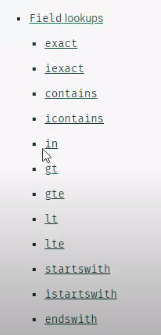 Field lookups
exact
iexact
contains
icontains
in
gt
gte
lt
lte
startswith
istartswith
endswith